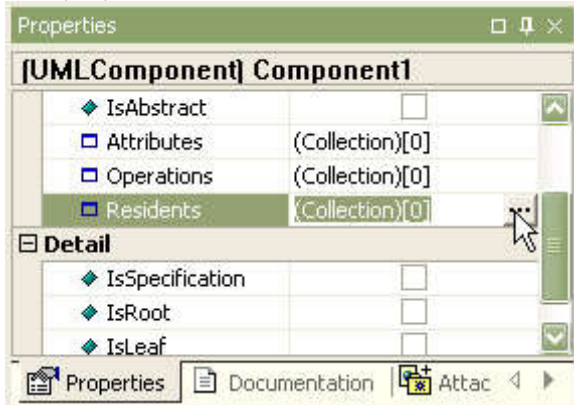 Properties
(UMLComponent) Component1
IsAbstract
Attributes (Collection)[0]
Operations (Collection)[0]
Residents (Collection)[0] ...
Detail
IsSpecification
IsRoot
IsLeaf
Properties Documentation Attac